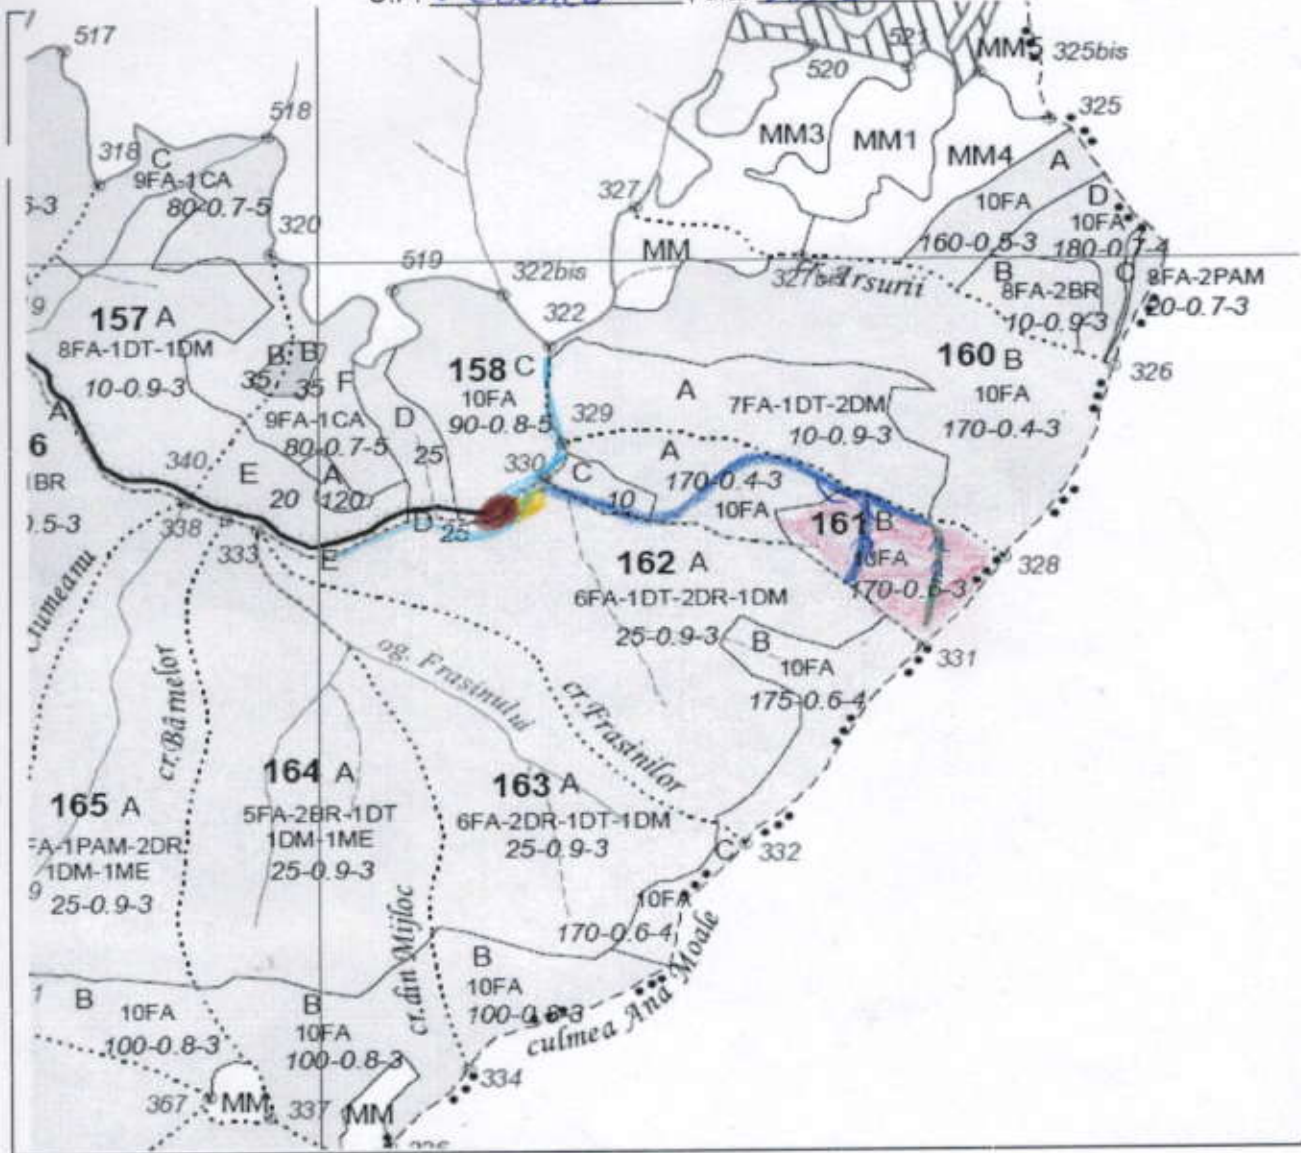 517
521
MM5
325bis
520
518
325
318
C
MM3
MM1
MM4
A
9FA-1CA
80-0.7-5
327
10FA
D
10FA
320
160-0.5-3
180-0.7-4
519
322bis
MM
Arsurii
B
C
8FA-2PAM
20-0.7-3
8FA-2BR
10-0.9-3
157 A
322
8FA-1DT-1DM
B
B
158 C
160 B
326
10-0.9-3
35
35
F
10FA
A
10FA
9FA-1CA
D
90-0.8-5
329
7FA-1DT-2DM
170-0.4-3
A
80-0.7-5
10-0.9-3
6
25
A
340
330
C
170-0.4-3
E
A
20
120
10
10FA
161 B
338
D
25
10FA
333
E
162 A
170-0.6-3
328
6FA-1DT-2DR-1DM
25-0.9-3
B
331
10FA
og. Frasinului
175-0.6-4
cr.Bâmelor
cr.Frasinilor
164 A
163 A
165 A
5FA-2BR-1DT
6FA-2DR-1DT-1DM
FA-1PAM-2DR
1DM-1ME
25-0.9-3
C
332
1DM-1ME
25-0.9-3
25-0.9-3
10FA
170-0.6-4
cr.din Mijloc
B
B
B
10FA
10FA
10FA
100-0.8-3
100-0.8-3
100-0.8-3
culmea Ana Moale
334
367
MM
337
MM